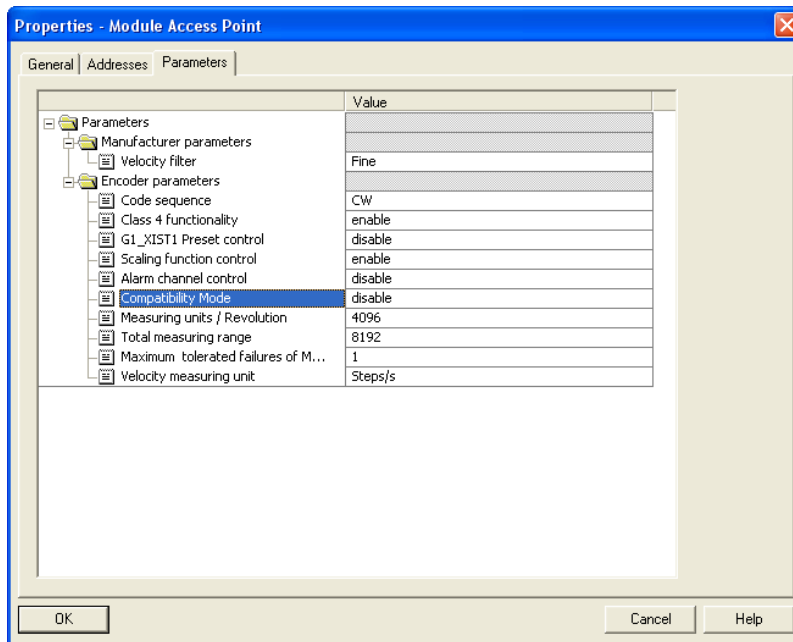 Properties - Module Access Point
General Addresses Parameters
Value
Parameters
Manufacturer parameters
Velocity filter Fine
Encoder parameters
Code sequence CW
Class 4 functionality enable
G1_XIST1 Preset control disable
Scaling function control enable
Alarm channel control disable
Compatibility Mode disable
Measuring units / Revolution 4096
Total measuring range 8192
Maximum tolerated failures of M... 1
Velocity measuring unit Steps/s
OK Cancel Help